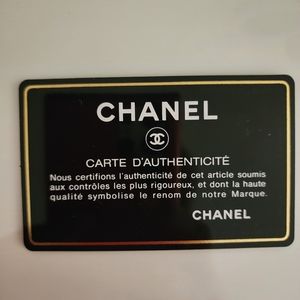 CHANEL
CARTE D'AUTHENTICITÉ
Nous certifions l'authenticité de cet article soumis
aux contrôles les plus rigoureux, et dont la haute
qualité symbolise le renom de notre Marque.
CHANEL